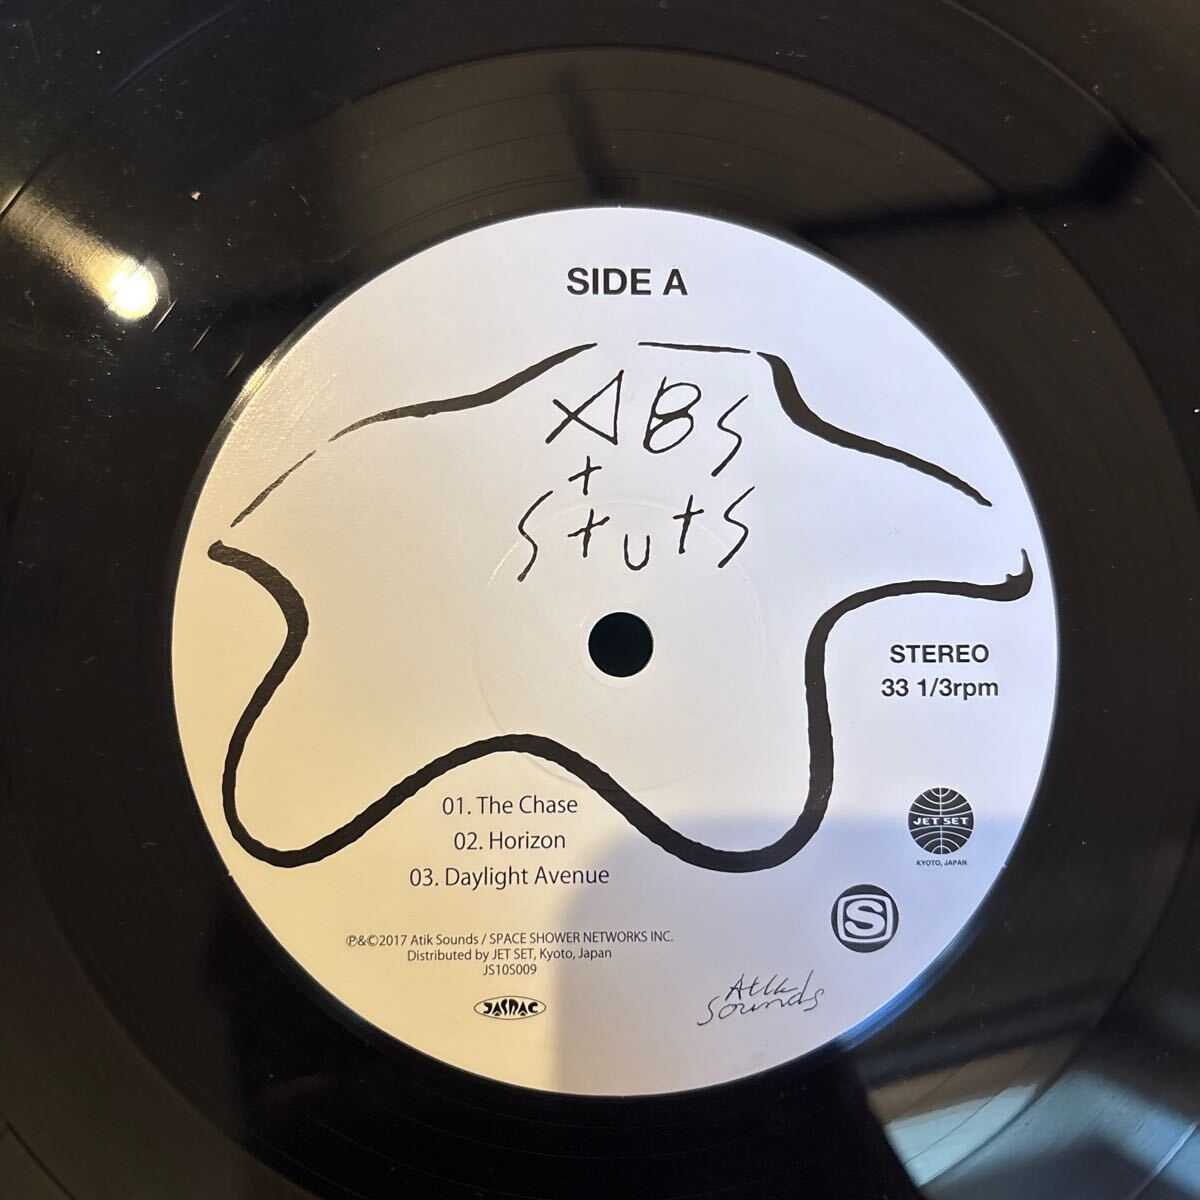 SIDE A
ABS
+
STUTS
STEREO
33 1/3rpm
01. The Chase
02. Horizon
03. Daylight Avenue
JET SET
KYOTO, JAPAN
S
℗&©2017 Atik Sounds / SPACE SHOWER NETWORKS INC.
Distributed by JET SET, Kyoto, Japan
JS10S009
JASRAC
Atik
Sounds